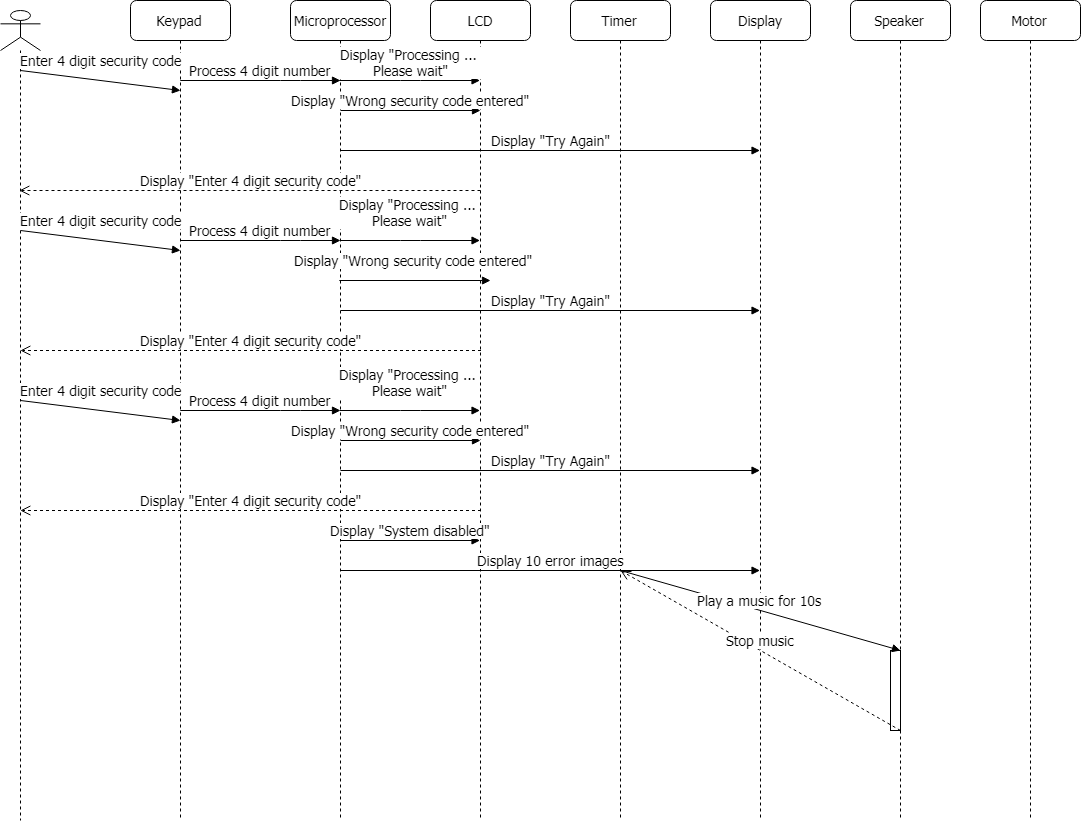 Keypad
Microprocessor
LCD
Timer
Display
Speaker
Motor
Enter 4 digit security code
Process 4 digit number
Display "Processing ...
Please wait"
Display "Wrong security code entered"
Display "Try Again"
Display "Enter 4 digit security code"
Enter 4 digit security code
Process 4 digit number
Display "Processing ...
Please wait"
Display "Wrong security code entered"
Display "Try Again"
Display "Enter 4 digit security code"
Enter 4 digit security code
Process 4 digit number
Display "Processing ...
Please wait"
Display "Wrong security code entered"
Display "Try Again"
Display "Enter 4 digit security code"
Display "System disabled"
Display 10 error images
Play a music for 10s
Stop music